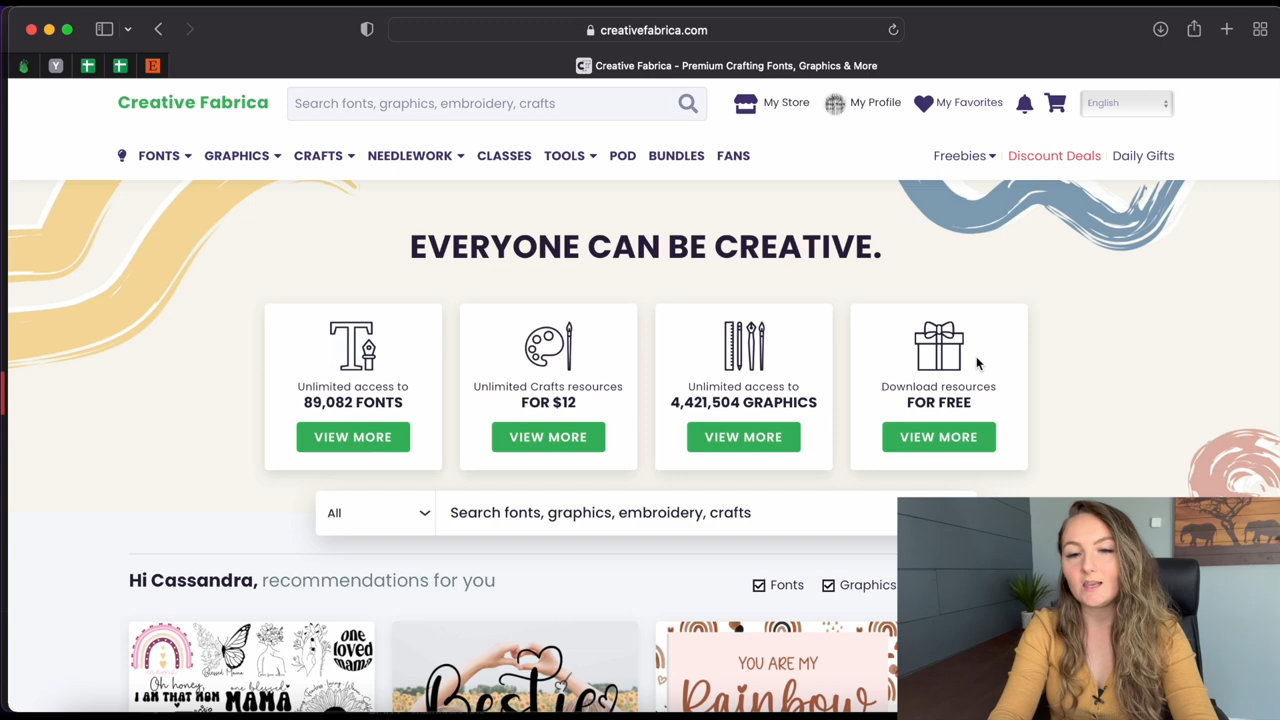 creativefabrica.com
Creative Fabrica – Premium Crafting Fonts, Graphics & More
Creative Fabrica
Search fonts, graphics, embroidery, crafts
My Store
My Profile
My Favorites
English
FONTS
GRAPHICS
CRAFTS
NEEDLEWORK
CLASSES
TOOLS
POD
BUNDLES
FANS
Freebies
Discount Deals
Daily Gifts
EVERYONE CAN BE CREATIVE.
Unlimited access to
89,082 FONTS
VIEW MORE
Unlimited Crafts resources
FOR $12
VIEW MORE
Unlimited access to
4,421,504 GRAPHICS
VIEW MORE
Download resources
FOR FREE
VIEW MORE
All
Search fonts, graphics, embroidery, crafts
Hi Cassandra, recommendations for you
Fonts
Graphics
mama
Blessed Mama
ONE
LOVED
MAMA
Oh honey,
I AM THAT MOM
one blessed
MAMA
Bestie
YOU ARE MY
Rainbow